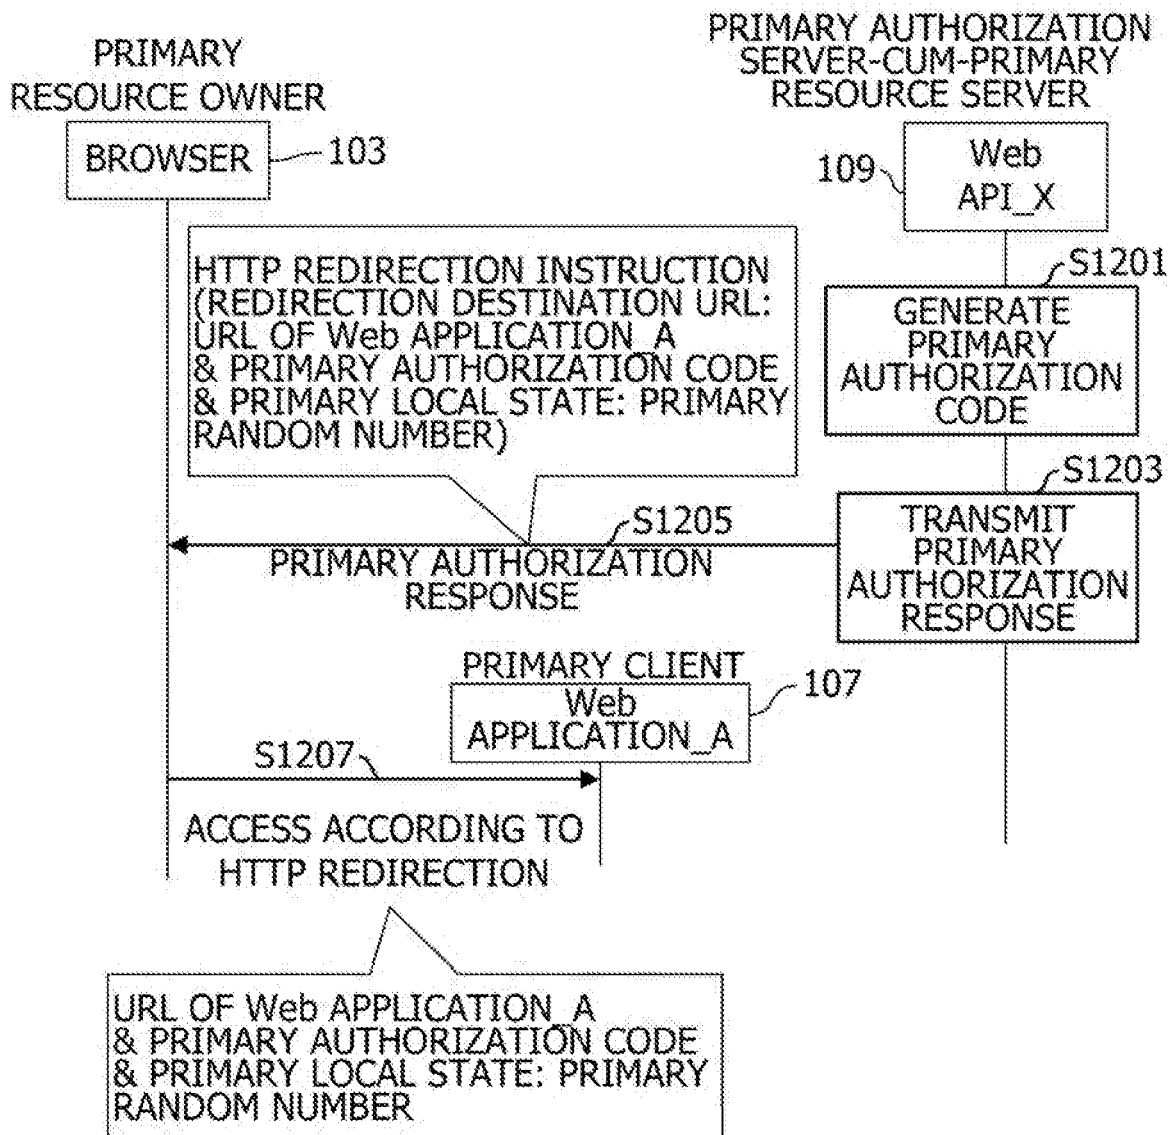 PRIMARY
RESOURCE OWNER
BROWSER
103
PRIMARY AUTHORIZATION
SERVER-CUM-PRIMARY
RESOURCE SERVER
109
Web
API_X
HTTP REDIRECTION INSTRUCTION
(REDIRECTION DESTINATION URL:
URL OF Web APPLICATION_A
& PRIMARY AUTHORIZATION CODE
& PRIMARY LOCAL STATE: PRIMARY
RANDOM NUMBER)
S1201
GENERATE
PRIMARY
AUTHORIZATION
CODE
S1203
TRANSMIT
PRIMARY
AUTHORIZATION
RESPONSE
S1205
PRIMARY AUTHORIZATION
RESPONSE
PRIMARY CLIENT
Web
APPLICATION_A
107
S1207
ACCESS ACCORDING TO
HTTP REDIRECTION
URL OF Web APPLICATION_A
& PRIMARY AUTHORIZATION CODE
& PRIMARY LOCAL STATE: PRIMARY
RANDOM NUMBER